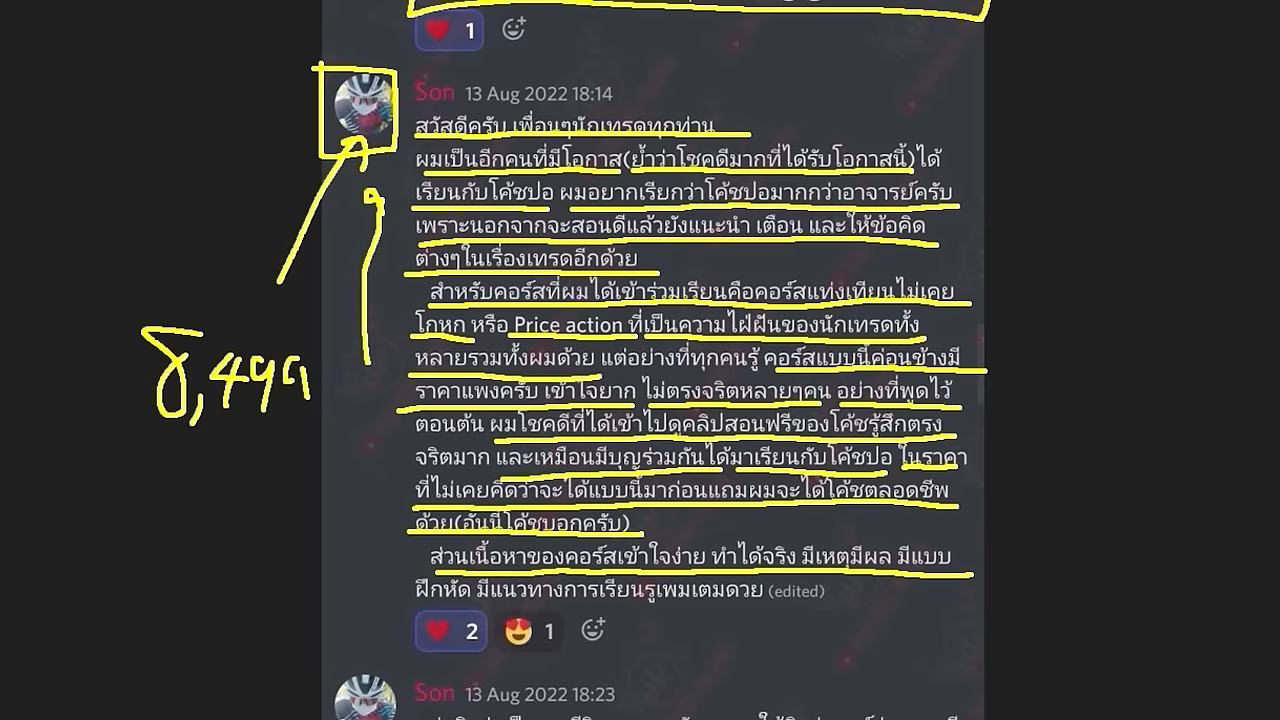 1
Son 13 Aug 2022 18:14
สวัสดีครับ เพื่อนๆนักเทรดทุกท่าน
ผมเป็นอีกคนที่มีโอกาส(ย้ำว่าโชคดีมากที่ได้รับโอกาสนี้)ได้
เรียนกับโค้ชปอ ผมอยากเรียกว่าโค้ชปอมากกว่าอาจารย์ครับ
เพราะนอกจากจะสอนดีแล้วยังแนะนำ เตือน และให้ข้อคิด
ต่างๆในเรื่องเทรดอีกด้วย
สำหรับคอร์สที่ผมได้เข้าร่วมเรียนคือคอร์สแท่งเทียนไม่เคย
โกหก หรือ Price action ที่เป็นความใฝ่ฝันของนักเทรดทั้ง
หลายรวมทั้งผมด้วย แต่อย่างที่ทุกคนรู้ คอร์สแบบนี้ค่อนข้างมี
ราคาแพงครับ เข้าใจยาก ไม่ตรงจริตหลายๆคน อย่างที่พูดไว้
ตอนต้น ผมโชคดีที่ได้เข้าไปดูคลิปสอนฟรีของโค้ชรู้สึกตรง
จริตมาก และเหมือนมีบุญร่วมกันได้มาเรียนกับโค้ชปอ ในราคา
ที่ไม่เคยคิดว่าจะได้แบบนี้มาก่อนแถมผมจะได้โค้ชตลอดชีพ
ด้วย(อันนี้โค้ชบอกครับ)
ส่วนเนื้อหาของคอร์สเข้าใจง่าย ทำได้จริง มีเหตุมีผล มีแบบ
ฝึกหัด มีแนวทางการเรียนรู้เพิ่มเติมด้วย (edited)
2 1
Son 13 Aug 2022 18:23